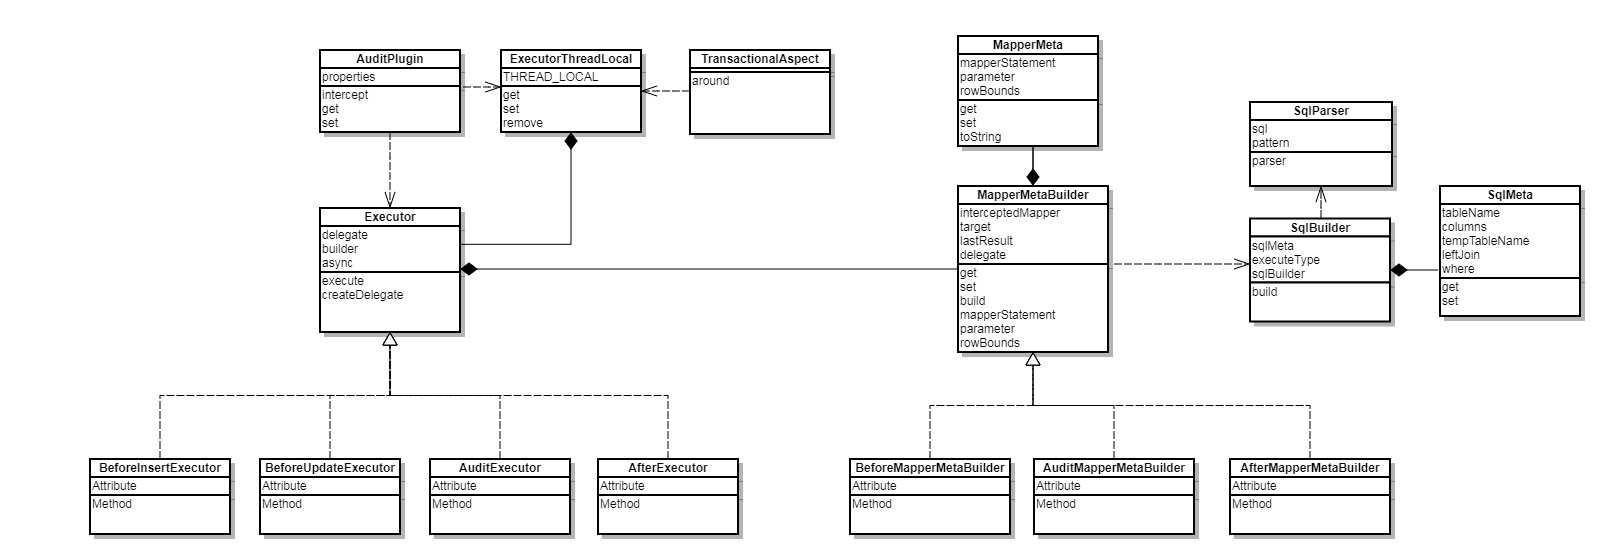 AuditPlugin
properties
intercept
get
set
ExecutorThreadLocal
THREAD_LOCAL
get
set
remove
TransactionalAspect
around
MapperMeta
mapperStatement
parameter
rowBounds
get
set
toString
SqlParser
sql
pattern
parser
Executor
delegate
builder
async
execute
createDelegate
MapperMetaBuilder
interceptedMapper
target
lastResult
delegate
get
set
build
mapperStatement
parameter
rowBounds
SqlBuilder
sqlMeta
executeType
sqlBuilder
build
SqlMeta
tableName
columns
tempTableName
leftJoin
where
get
set
BeforeInsertExecutor
Attribute
Method
BeforeUpdateExecutor
Attribute
Method
AuditExecutor
Attribute
Method
AfterExecutor
Attribute
Method
BeforeMapperMetaBuilder
Attribute
Method
AuditMapperMetaBuilder
Attribute
Method
AfterMapperMetaBuilder
Attribute
Method